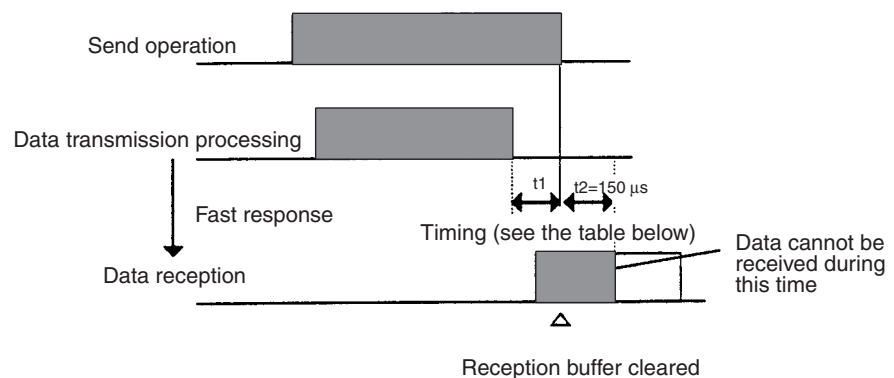 Send operation
Data transmission processing
t1
t2=150 μs
Fast response
Timing (see the table below)
Data cannot be
received during
this time
Data reception
Reception buffer cleared